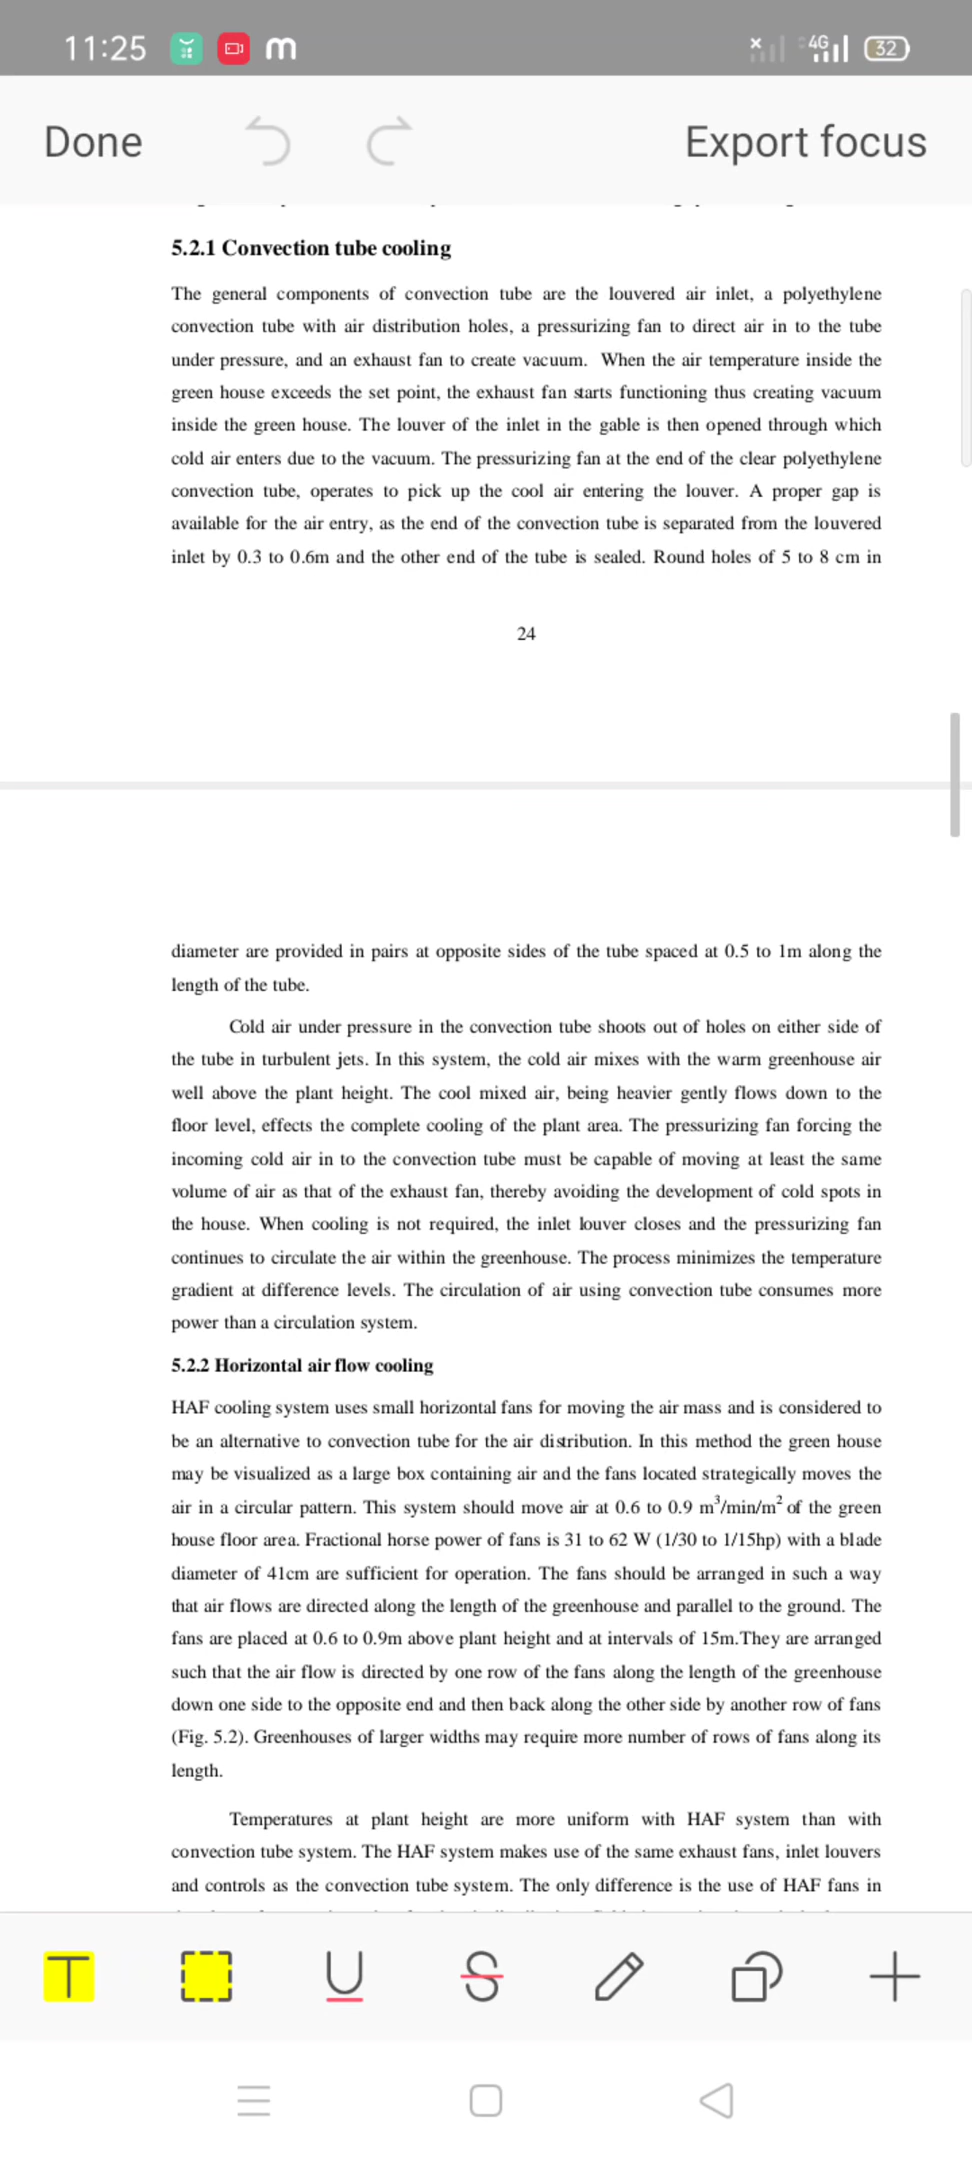 11:25 m 4G 32
Done Export focus
5.2.1 Convection tube cooling
The general components of convection tube are the louvered air inlet, a polyethylene
convection tube with air distribution holes, a pressurizing fan to direct air in to the tube
under pressure, and an exhaust fan to create vacuum. When the air temperature inside the
green house exceeds the set point, the exhaust fan starts functioning thus creating vacuum
inside the green house. The louver of the inlet in the gable is then opened through which
cold air enters due to the vacuum. The pressurizing fan at the end of the clear polyethylene
convection tube, operates to pick up the cool air entering the louver. A proper gap is
available for the air entry, as the end of the convection tube is separated from the louvered
inlet by 0.3 to 0.6m and the other end of the tube is sealed. Round holes of 5 to 8 cm in
24
diameter are provided in pairs at opposite sides of the tube spaced at 0.5 to 1m along the
length of the tube.
Cold air under pressure in the convection tube shoots out of holes on either side of
the tube in turbulent jets. In this system, the cold air mixes with the warm greenhouse air
well above the plant height. The cool mixed air, being heavier gently flows down to the
floor level, effects the complete cooling of the plant area. The pressurizing fan forcing the
incoming cold air in to the convection tube must be capable of moving at least the same
volume of air as that of the exhaust fan, thereby avoiding the development of cold spots in
the house. When cooling is not required, the inlet louver closes and the pressurizing fan
continues to circulate the air within the greenhouse. The process minimizes the temperature
gradient at difference levels. The circulation of air using convection tube consumes more
power than a circulation system.
5.2.2 Horizontal air flow cooling
HAF cooling system uses small horizontal fans for moving the air mass and is considered to
be an alternative to convection tube for the air distribution. In this method the green house
may be visualized as a large box containing air and the fans located strategically moves the
air in a circular pattern. This system should move air at 0.6 to 0.9 m³/min/m² of the green
house floor area. Fractional horse power of fans is 31 to 62 W (1/30 to 1/15hp) with a blade
diameter of 41cm are sufficient for operation. The fans should be arranged in such a way
that air flows are directed along the length of the greenhouse and parallel to the ground. The
fans are placed at 0.6 to 0.9m above plant height and at intervals of 15m.They are arranged
such that the air flow is directed by one row of the fans along the length of the greenhouse
down one side to the opposite end and then back along the other side by another row of fans
(Fig. 5.2). Greenhouses of larger widths may require more number of rows of fans along its
length.
Temperatures at plant height are more uniform with HAF system than with
convection tube system. The HAF system makes use of the same exhaust fans, inlet louvers
and controls as the convection tube system. The only difference is the use of HAF fans in
T U S